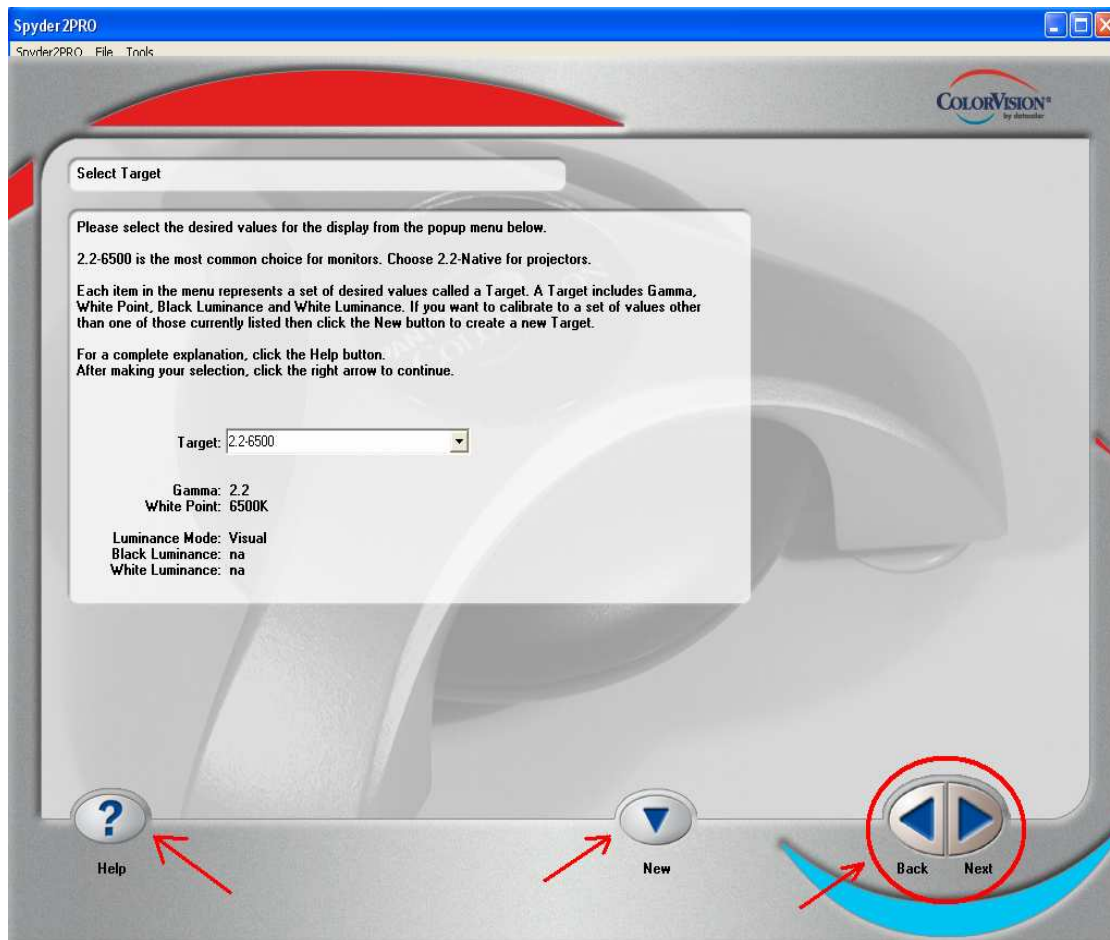 Spyder2PRO
Spyder2PRO File Tools
COLORVISION®
by datacolor
Select Target
Please select the desired values for the display from the popup menu below.
2.2-6500 is the most common choice for monitors. Choose 2.2-Native for projectors.
Each item in the menu represents a set of desired values called a Target. A Target includes Gamma,
White Point, Black Luminance and White Luminance. If you want to calibrate to a set of values other
than one of those currently listed then click the New button to create a new Target.
For a complete explanation, click the Help button.
After making your selection, click the right arrow to continue.
Target: 2.2-6500
Gamma: 2.2
White Point: 6500K
Luminance Mode: Visual
Black Luminance: na
White Luminance: na
?
Help
New
Back Next